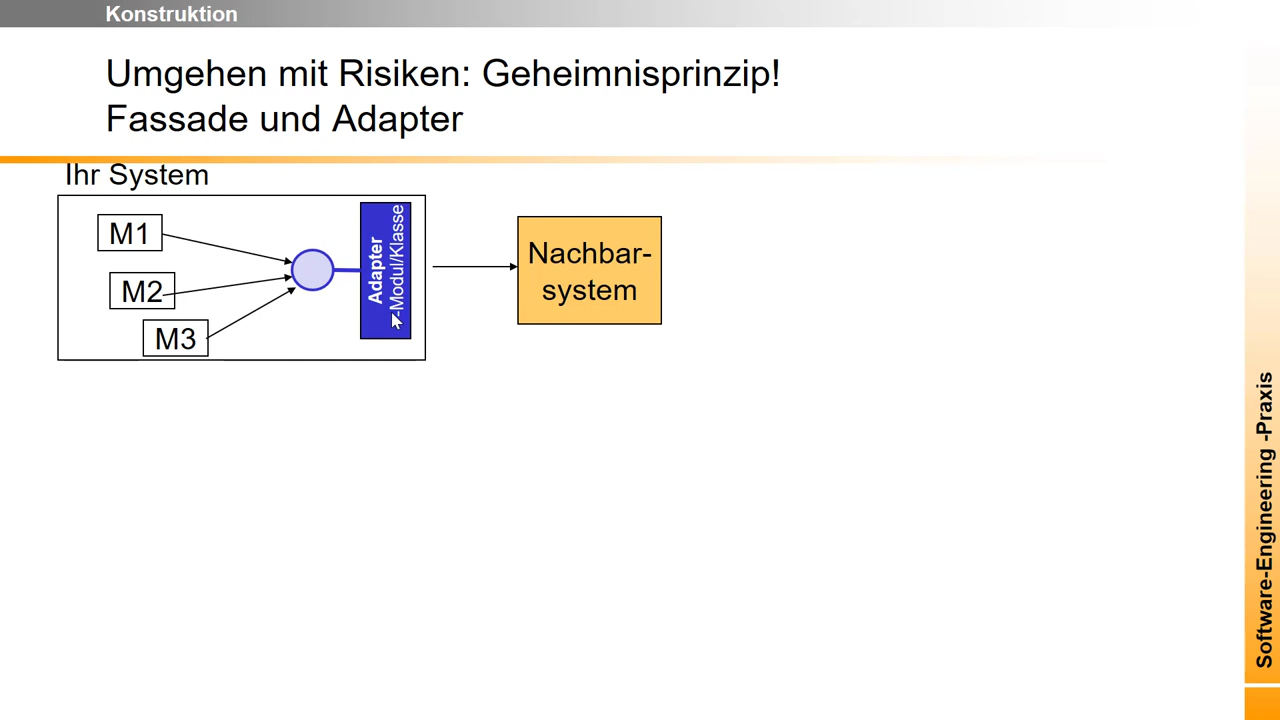 Konstruktion
Umgehen mit Risiken: Geheimnisprinzip!
Fassade und Adapter
Ihr System
M1
M2
M3
Adapter
-Modul/Klasse
Nachbar-
system
Software-Engineering -Praxis